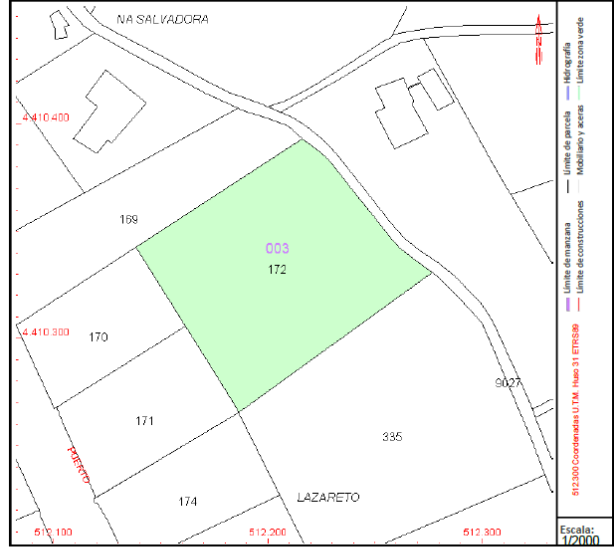 NA SALVADORA
4.410.400
169
003
172
4.410.300
170
9027
171
335
PUERTO
174
LAZARETO
512.100
512.200
512.300
Límite de manzana
Límite de parcela
Hidrografía
512.300 Coordenadas U.T.M. Huso 31 ETRS89
Límite de construcciones
Mobiliario y aceras
Límite zona verde
Escala:
1/2000